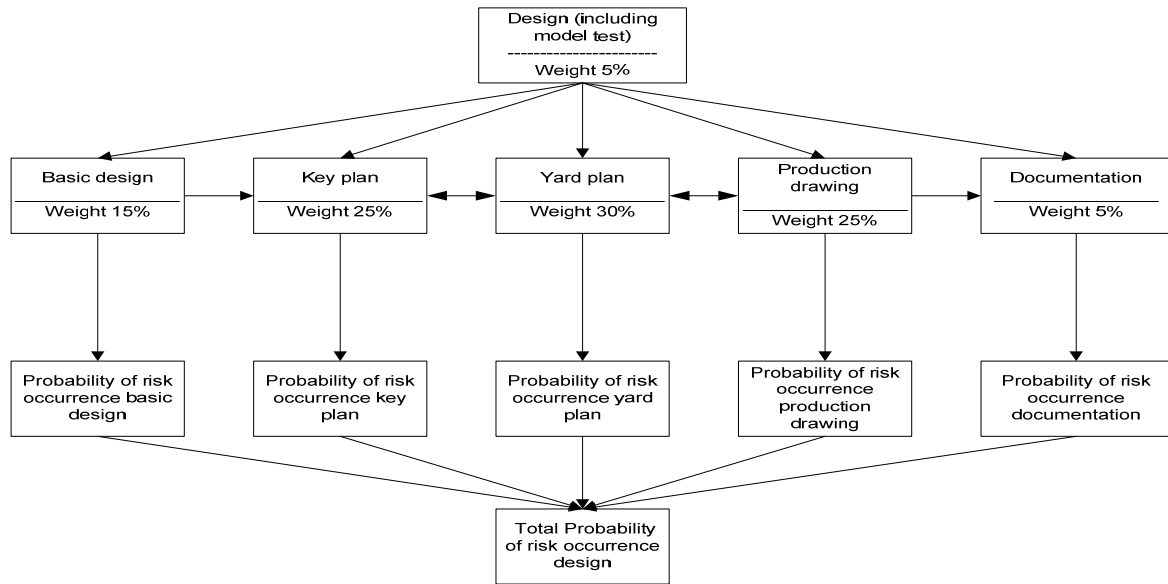 Design (including
model test)
------------------------
Weight 5%
Basic design
Weight 15%
Key plan
Weight 25%
Yard plan
Weight 30%
Production
drawing
Weight 25%
Documentation
Weight 5%
Probability of risk
occurrence basic
design
Probability of risk
occurrence key
plan
Probability of risk
occurrence yard
plan
Probability of risk
occurrence
production
drawing
Probability of risk
occurrence
documentation
Total Probability
of risk occurrence
design